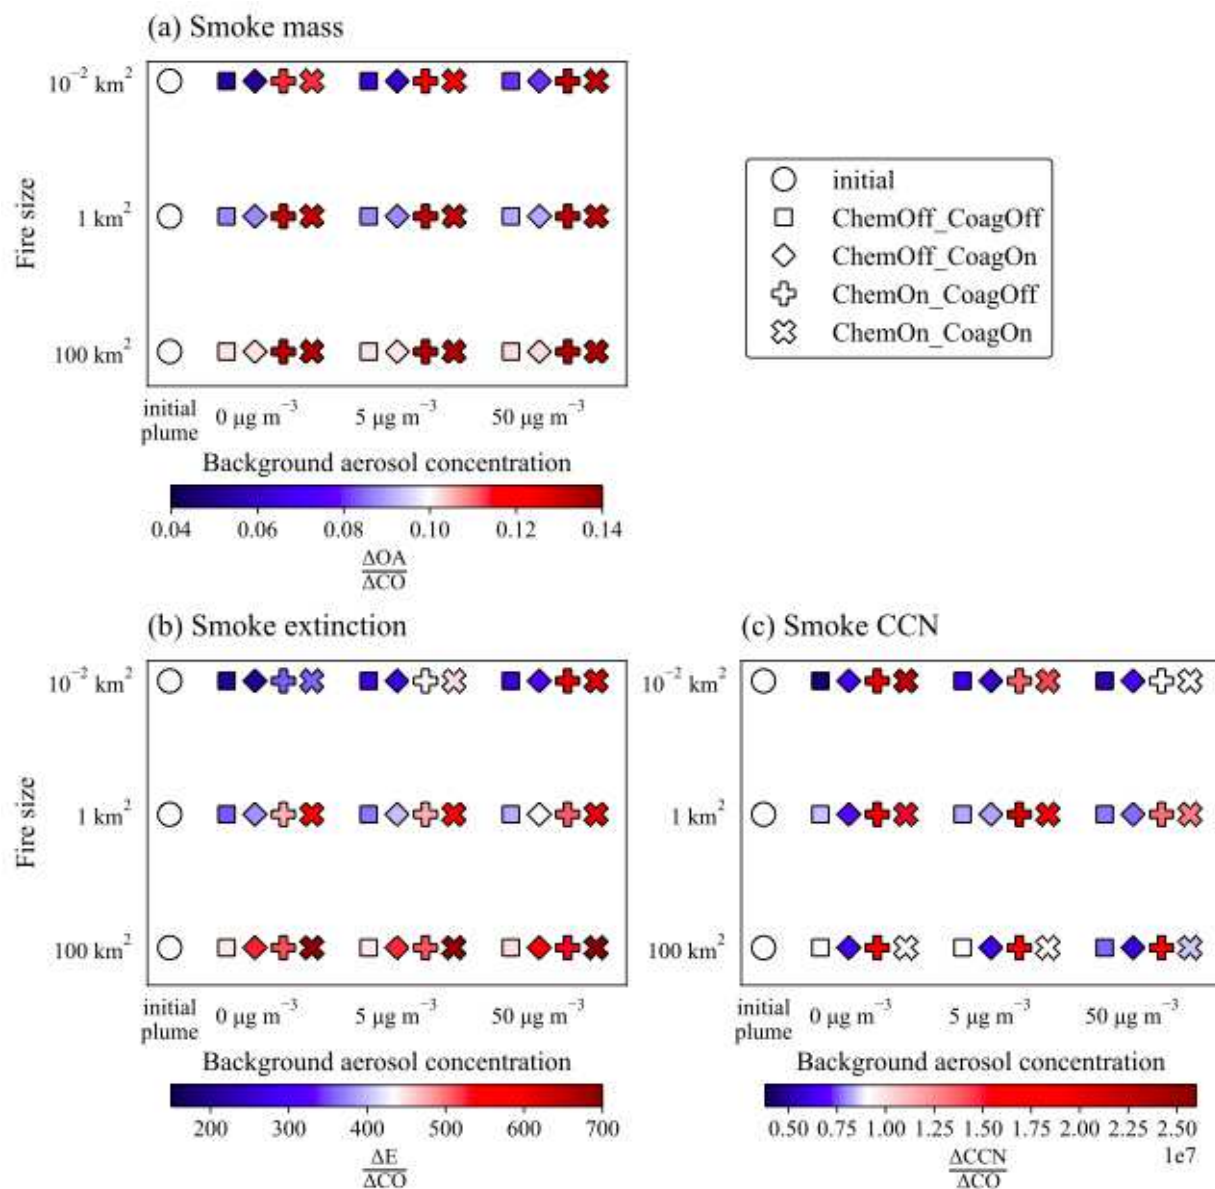 (a) Smoke mass
10⁻² km²
1 km²
100 km²
Fire size
initial plume
0 µg m⁻³
5 µg m⁻³
50 µg m⁻³
Background aerosol concentration
0.04 0.06 0.08 0.10 0.12 0.14
ΔOA
ΔCO
initial
ChemOff_CoagOff
ChemOff_CoagOn
ChemOn_CoagOff
ChemOn_CoagOn
(b) Smoke extinction
10⁻² km²
1 km²
100 km²
Fire size
initial plume
0 µg m⁻³
5 µg m⁻³
50 µg m⁻³
Background aerosol concentration
200 300 400 500 600 700
ΔE
ΔCO
(c) Smoke CCN
10⁻² km²
1 km²
100 km²
initial plume
0 µg m⁻³
5 µg m⁻³
50 µg m⁻³
Background aerosol concentration
0.50 0.75 1.00 1.25 1.50 1.75 2.00 2.25 2.50
1e7
ΔCCN
ΔCO